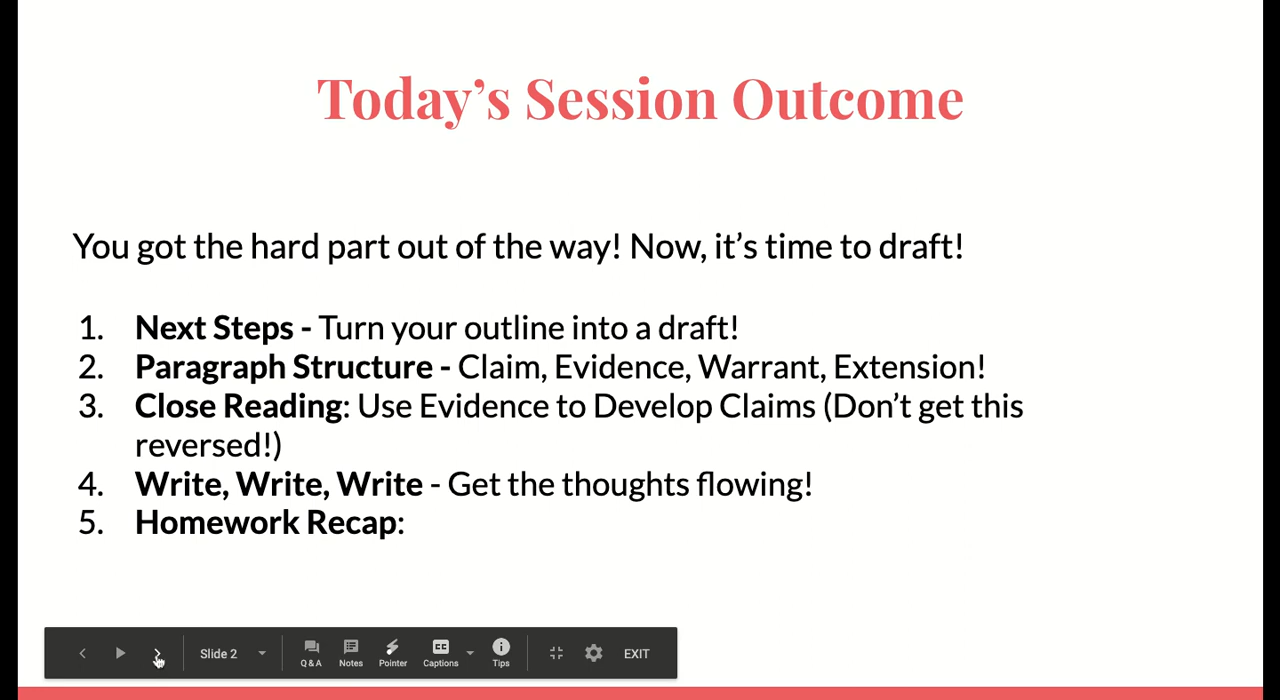 Today’s Session Outcome
You got the hard part out of the way! Now, it’s time to draft!
1. Next Steps - Turn your outline into a draft!
2. Paragraph Structure - Claim, Evidence, Warrant, Extension!
3. Close Reading: Use Evidence to Develop Claims (Don’t get this
reversed!)
4. Write, Write, Write - Get the thoughts flowing!
5. Homework Recap:
Slide 2 Q&A Notes Pointer CC Captions Tips EXIT